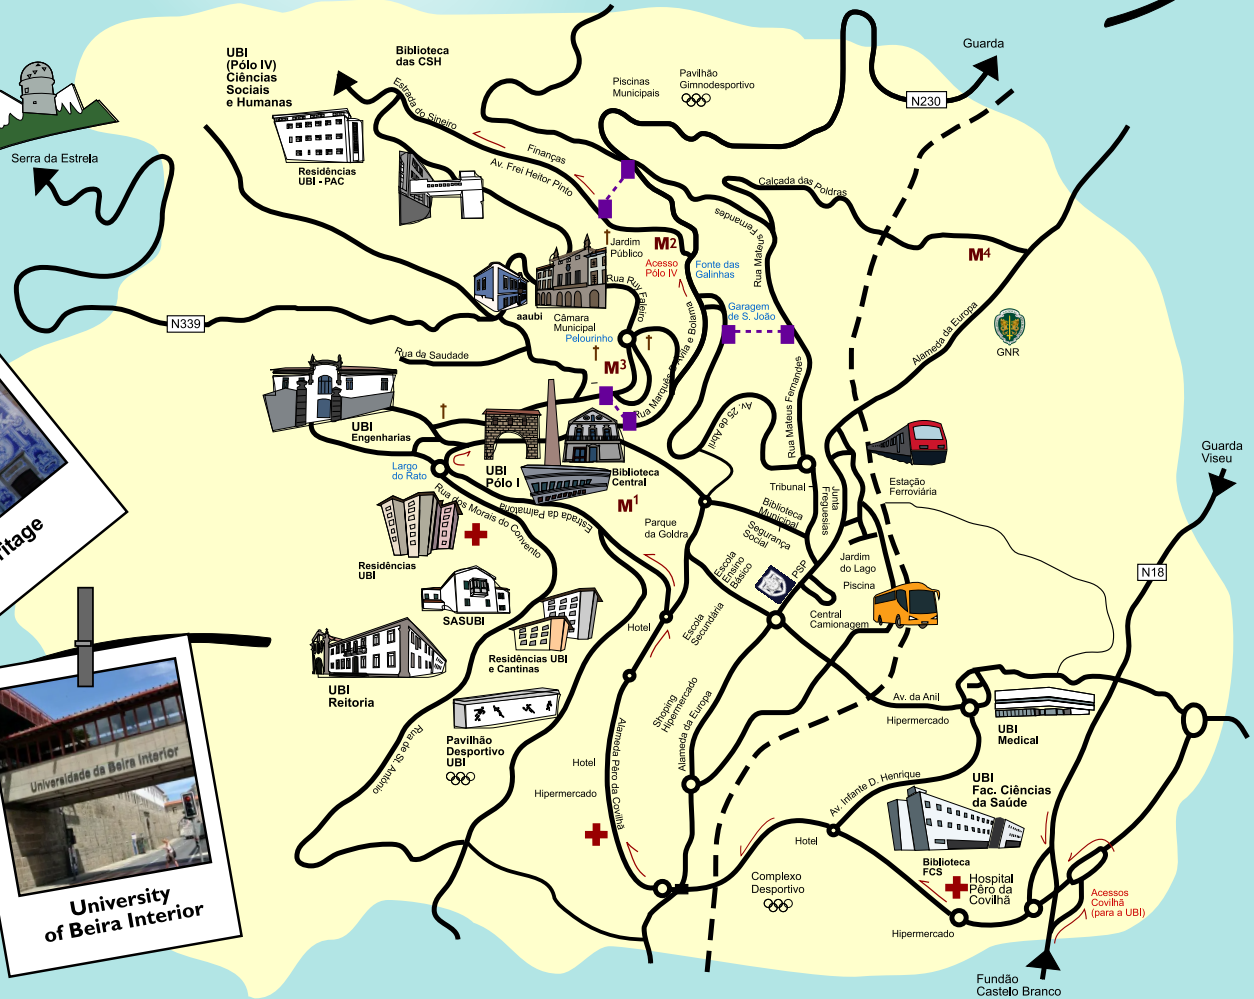 UBI
(Pólo IV)
Ciências
Sociais
e Humanas
Biblioteca
das CSH
Piscinas
Municipais
Pavilhão
Gimnodesportivo
Guarda
N230
Serra da Estrela
Residências
UBI - PAC
Estrada do Sineiro
Finanças
Av. Frei Heitor Pinto
Calçada das Poldras
Rua Mateus Fernandes
Jardim
Público
M2
Acesso
Pólo IV
Fonte das
Galinhas
M4
aaubi
Câmara
Municipal
Pelourinho
Rua Ruy Faleiro
Garagem
de S. João
Alameda da Europa
GNR
N339
Rua da Saudade
M3
Rua Marquês D'Ávila e Bolama
Rua Mateus Fernandes
UBI
Engenharias
Av. 25 de Abril
Largo
do Rato
UBI
Pólo I
Biblioteca
Central
M1
Estação
Ferroviária
Guarda
Viseu
Tribunal
Junta
Freguesias
Biblioteca
Municipal
Segurança
Social
Rua dos Morais do Convento
Estrada da Palmatória
Parque
da Goldra
Escola
Ensino
Básico
PSP
Jardim
do Lago
Piscina
N18
Residências
UBI
SASUBI
Hotel
Escola
Secundária
Central
Camionagem
ritage
UBI
Reitoria
Residências UBI
e Cantinas
Av. da Anil
Hipermercado
UBI
Medical
Shoping
Hipermercado
Alameda da Europa
Pavilhão
Desportivo
UBI
Rua de St. António
Hotel
Hipermercado
Alameda Pêro da Covilhã
Av. Infante D. Henrique
UBI
Fac. Ciências
da Saúde
Hotel
Biblioteca
FCS
Hospital
Pêro da
Covilhã
Complexo
Desportivo
Acessos
Covilhã
(para a UBI)
Hipermercado
Fundão
Castelo Branco
Universidade da Beira Interior
University
of Beira Interior